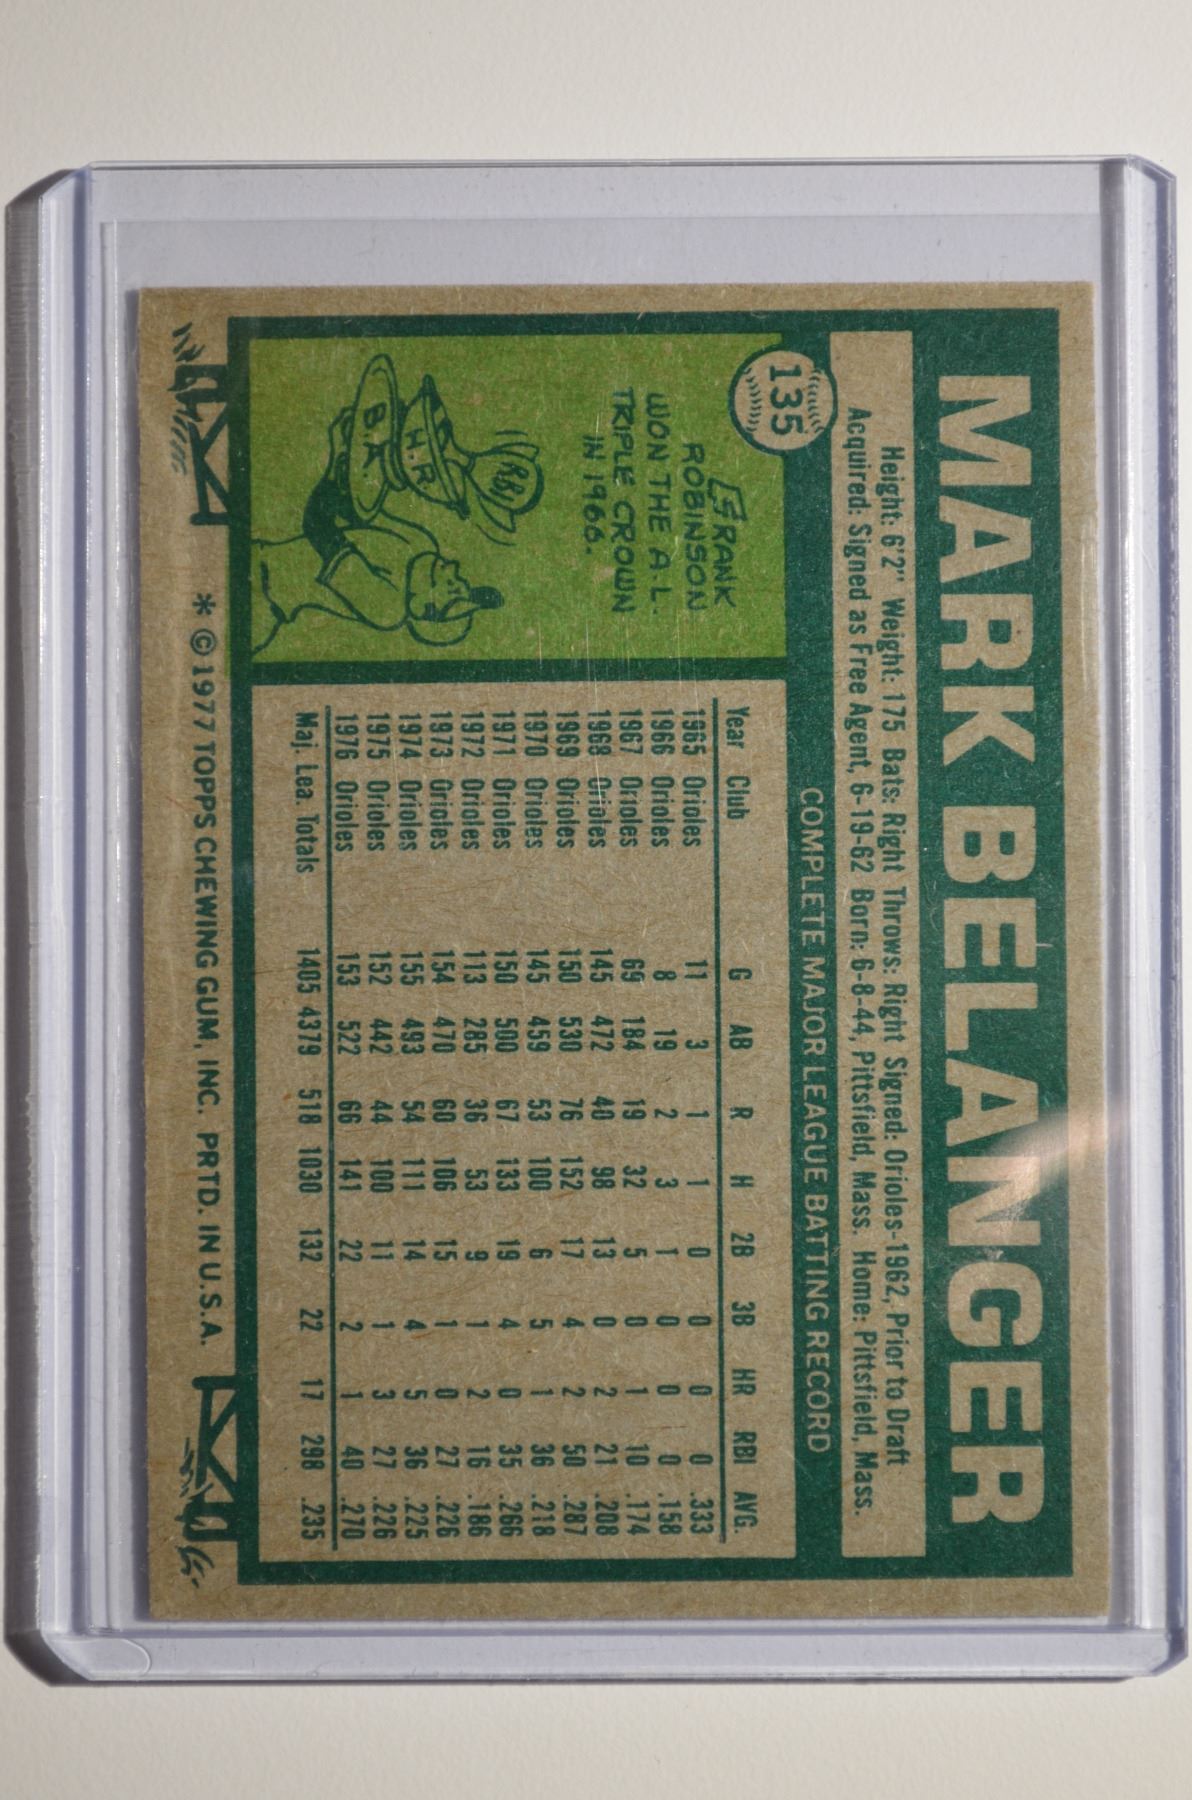 MARK BELANGER
135
Height: 6'2" Weight: 175 Bats: Right Throws: Right Signed: Orioles-1962, Prior to Draft
Acquired: Signed as Free Agent, 6-19-62 Born: 6-8-44, Pittsfield, Mass. Home: Pittsfield, Mass.
COMPLETE MAJOR LEAGUE BATTING RECORD
FRANK
ROBINSON
WON THE A.L.
TRIPLE CROWN
IN 1966.
RBI
H.R
B.A
Year Club G AB R H 2B 3B HR RBI AVG.
1965 Orioles 11 3 1 1 0 0 0 0 .333
1966 Orioles 8 19 2 3 1 0 0 0 .158
1967 Orioles 69 184 19 32 5 0 1 10 .174
1968 Orioles 145 472 40 98 13 0 2 21 .208
1969 Orioles 150 530 76 152 17 4 2 50 .287
1970 Orioles 145 459 53 100 6 5 1 36 .218
1971 Orioles 150 500 67 133 19 4 0 35 .266
1972 Orioles 113 285 36 53 9 1 2 16 .186
1973 Orioles 154 470 60 106 15 1 0 27 .226
1974 Orioles 155 493 54 111 14 4 5 36 .225
1975 Orioles 152 442 44 100 11 1 3 27 .226
1976 Orioles 153 522 66 141 22 2 1 40 .270
Maj. Lea. Totals 1405 4379 518 1030 132 22 17 298 .235
* © 1977 TOPPS CHEWING GUM, INC. PRTD. IN U.S.A.